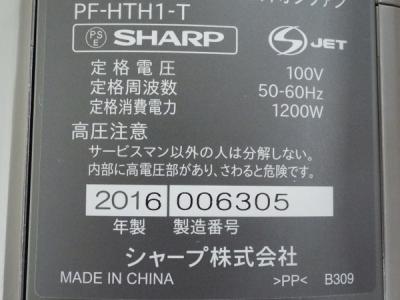 PF-HTH1-T
PS E SHARP S JET
定格電圧 100V
定格周波数 50-60Hz
定格消費電力 1200W
高圧注意
サービスマン以外の人は分解しない。
内部に高電圧部があり、さわると危険です。
2016 006305
年製 製造番号
シャープ株式会社
MADE IN CHINA >PP< B309